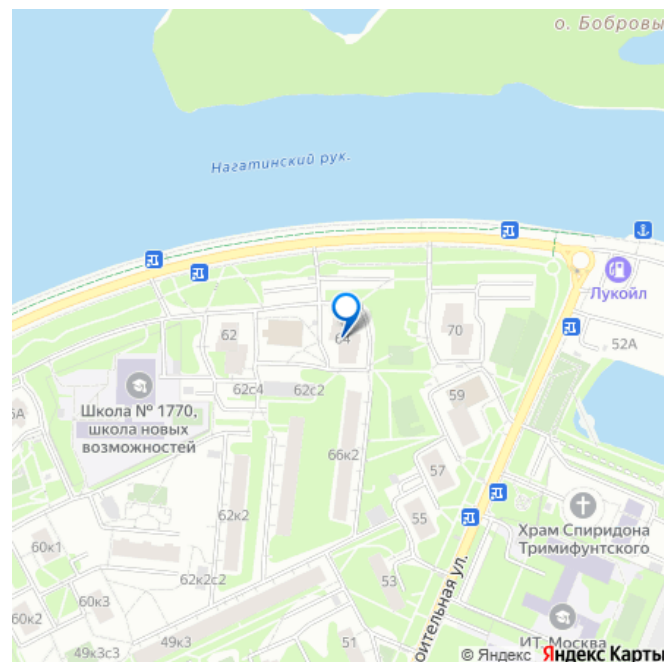 о. Бобровы
Нагатинский рук.
Лукойл
52А
62
64
70
Школа № 1770,
школа новых
возможностей
62с4
62с2
59
66к2
57
55
62к2
Храм Спиридона
Тримифунтского
60к1
62к2с2
53
60к2
60к3
оительная ул.
49к3с3
49к3
51
ИТ. Москва
© Яндекс Яндекс Карты